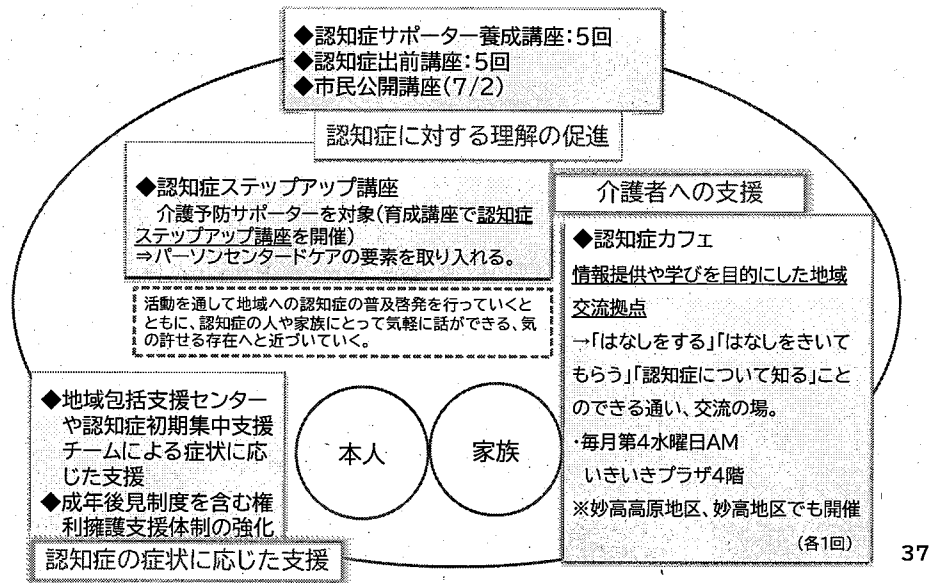 ◆認知症サポーター養成講座:5回
◆認知症出前講座:5回
◆市民公開講座(7/2)
認知症に対する理解の促進
◆認知症ステップアップ講座
介護予防サポーターを対象(育成講座で認知症
ステップアップ講座を開催)
⇒パーソンセンタードケアの要素を取り入れる。
活動を通して地域への認知症の普及啓発を行っていくと
ともに、認知症の人や家族にとって気軽に話ができる、気
の許せる存在へと近づいていく。
介護者への支援
◆認知症カフェ
情報提供や学びを目的にした地域
交流拠点
→「はなしをする」「はなしをきいて
もらう」「認知症について知る」こと
のできる通い、交流の場。
・毎月第4水曜日AM
いきいきプラザ4階
※妙高高原地区、妙高地区でも開催
(各1回)
◆地域包括支援センター
や認知症初期集中支援
チームによる症状に応
じた支援
◆成年後見制度を含む権
利擁護支援体制の強化
認知症の症状に応じた支援
本人
家族
37